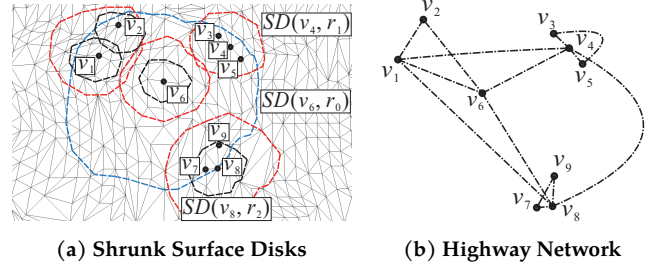 v2
v1
v3
v4
v5
v6
v9
v7
v8
SD(v4, r1)
SD(v6, r0)
SD(v8, r2)
(a) Shrunk Surface Disks
v2
v1
v3
v4
v5
v6
v9
v7
v8
(b) Highway Network